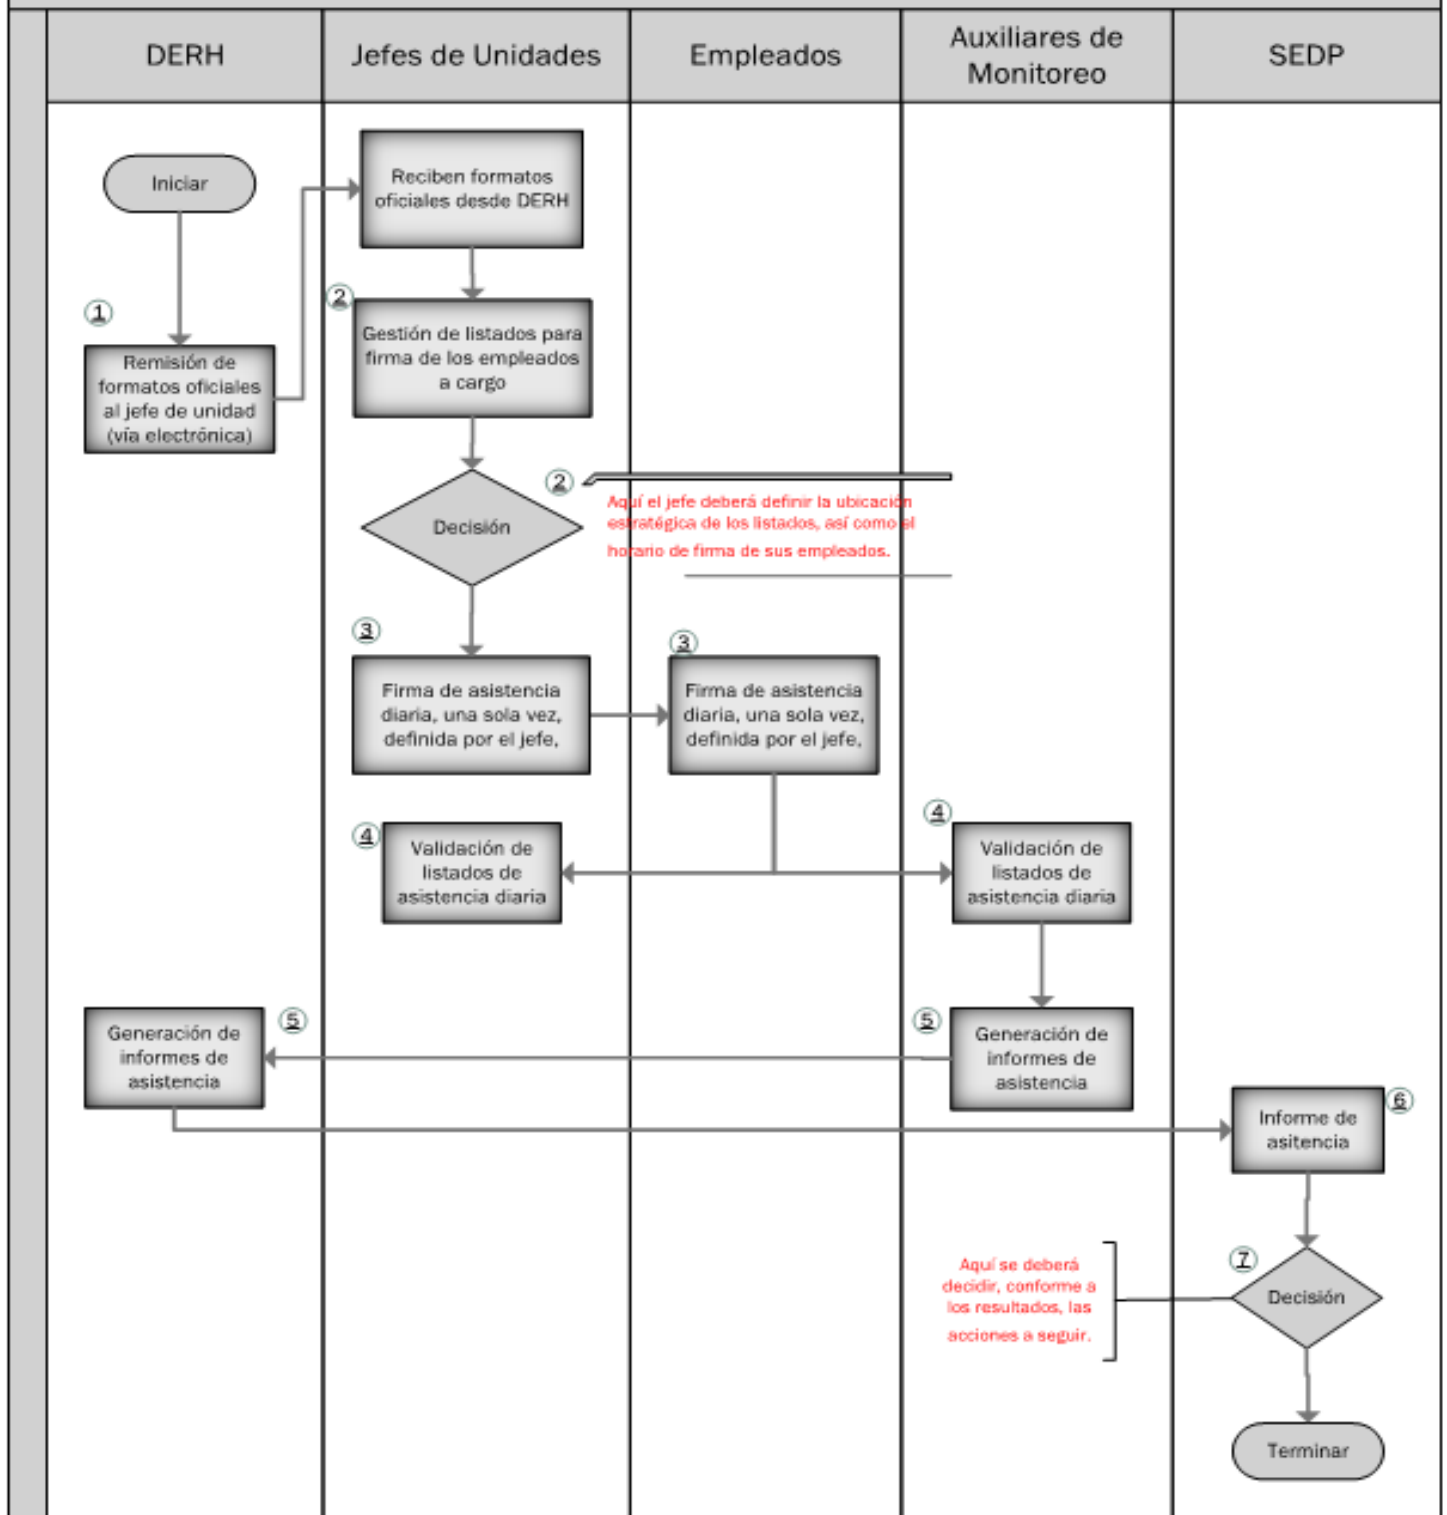 DERH
Jefes de Unidades
Empleados
Auxiliares de
Monitoreo
SEDP
Iniciar
Reciben formatos
oficiales desde DERH
1
Remisión de
formatos oficiales
al jefe de unidad
(vía electrónica)
2
Gestión de listados para
firma de los empleados
a cargo
Decisión
2
Aquí el jefe deberá definir la ubicación
estratégica de los listados, así como el
horario de firma de sus empleados.
3
Firma de asistencia
diaria, una sola vez,
definida por el jefe,
3
Firma de asistencia
diaria, una sola vez,
definida por el jefe,
4
Validación de
listados de
asistencia diaria
4
Validación de
listados de
asistencia diaria
5
Generación de
informes de
asistencia
5
Generación de
informes de
asistencia
6
Informe de
asitencia
7
Decisión
Aquí se deberá
decidir, conforme a
los resultados, las
acciones a seguir.
Terminar